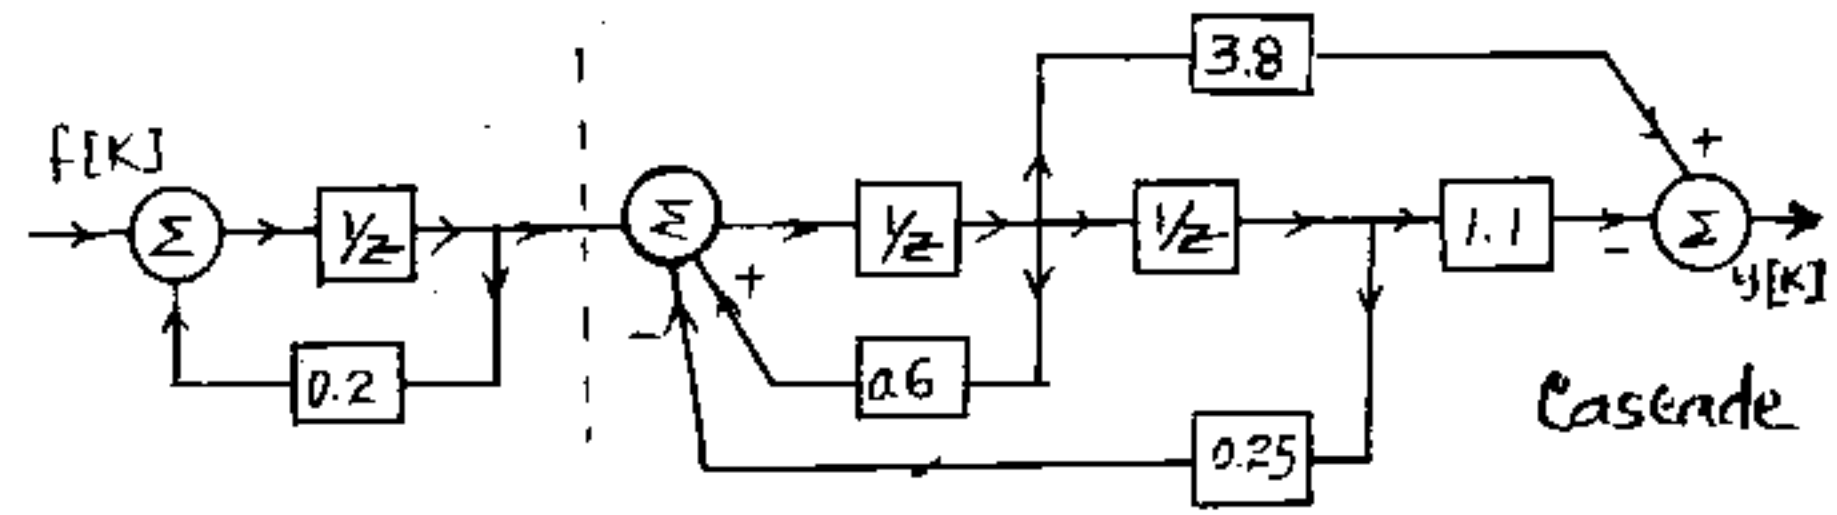 3.8
f[K]
+
Σ 1/z Σ 1/z 1/z 1.1 Σ
+ -
- y[K]
0.2 0.6
Cascade
0.25